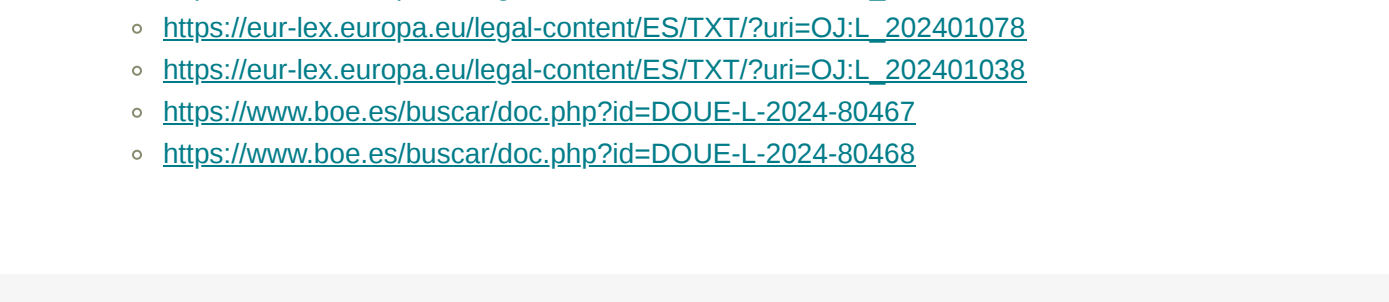 https://eur-lex.europa.eu/legal-content/ES/TXT/?uri=OJ:L_202401078
https://eur-lex.europa.eu/legal-content/ES/TXT/?uri=OJ:L_202401038
https://www.boe.es/buscar/doc.php?id=DOUE-L-2024-80467
https://www.boe.es/buscar/doc.php?id=DOUE-L-2024-80468